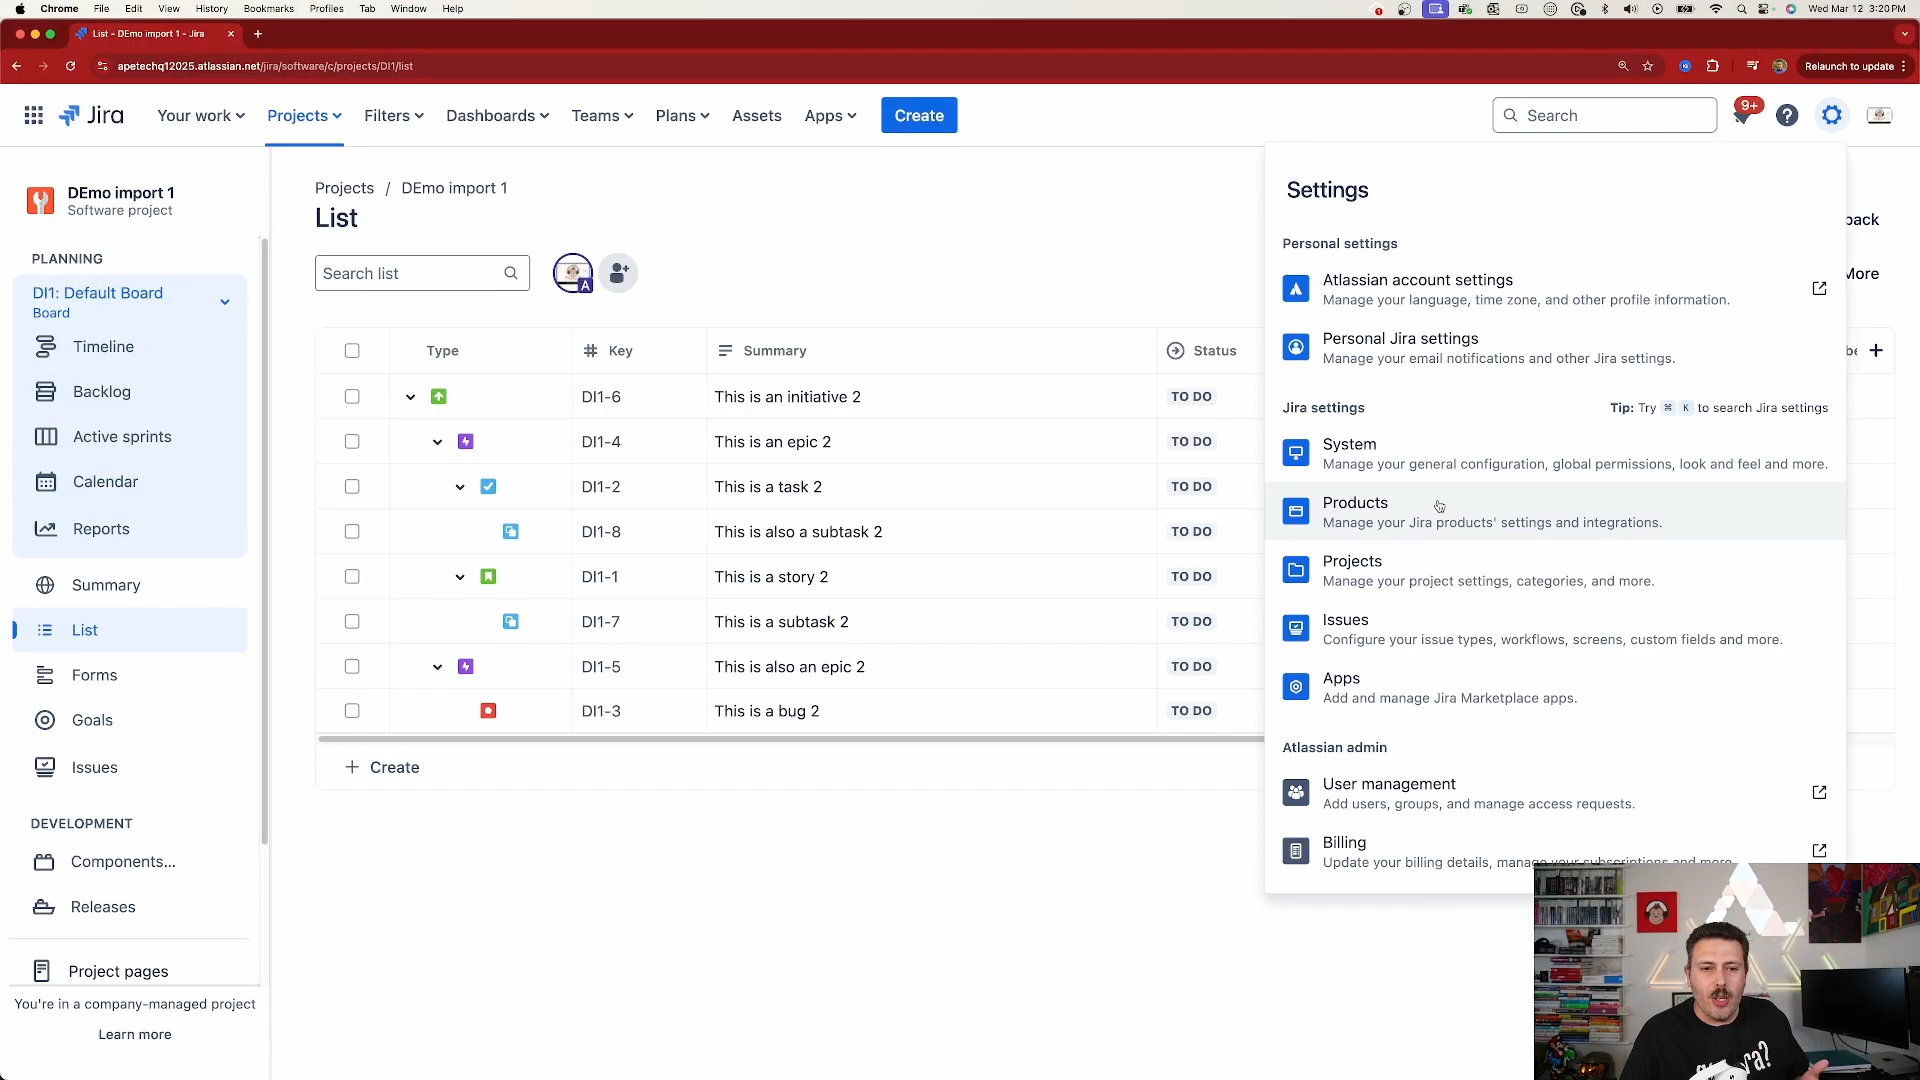 Chrome File Edit View History Bookmarks Profiles Tab Window Help
Wed Mar 12 3:20 PM
List - DEmo import 1 - Jira
apetechq12025.atlassian.net/jira/software/c/projects/DI1/list
Relaunch to update
Jira Your work Projects Filters Dashboards Teams Plans Assets Apps Create
Search
9+
DEmo import 1
Software project
PLANNING
DI1: Default Board
Board
Timeline
Backlog
Active sprints
Calendar
Reports
Summary
List
Forms
Goals
Issues
DEVELOPMENT
Components...
Releases
Project pages
You're in a company-managed project
Learn more
Projects / DEmo import 1
List
Search list
A
Type Key Summary Status
DI1-6 This is an initiative 2 TO DO
DI1-4 This is an epic 2 TO DO
DI1-2 This is a task 2 TO DO
DI1-8 This is also a subtask 2 TO DO
DI1-1 This is a story 2 TO DO
DI1-7 This is a subtask 2 TO DO
DI1-5 This is also an epic 2 TO DO
DI1-3 This is a bug 2 TO DO
+ Create
Settings
Personal settings
Atlassian account settings
Manage your language, time zone, and other profile information.
Personal Jira settings
Manage your email notifications and other Jira settings.
Jira settings
Tip: Try ⌘ K to search Jira settings
System
Manage your general configuration, global permissions, look and feel and more.
Products
Manage your Jira products' settings and integrations.
Projects
Manage your project settings, categories, and more.
Issues
Configure your issue types, workflows, screens, custom fields and more.
Apps
Add and manage Jira Marketplace apps.
Atlassian admin
User management
Add users, groups, and manage access requests.
Billing
Update your billing details, manage your subscriptions and more.
back
More